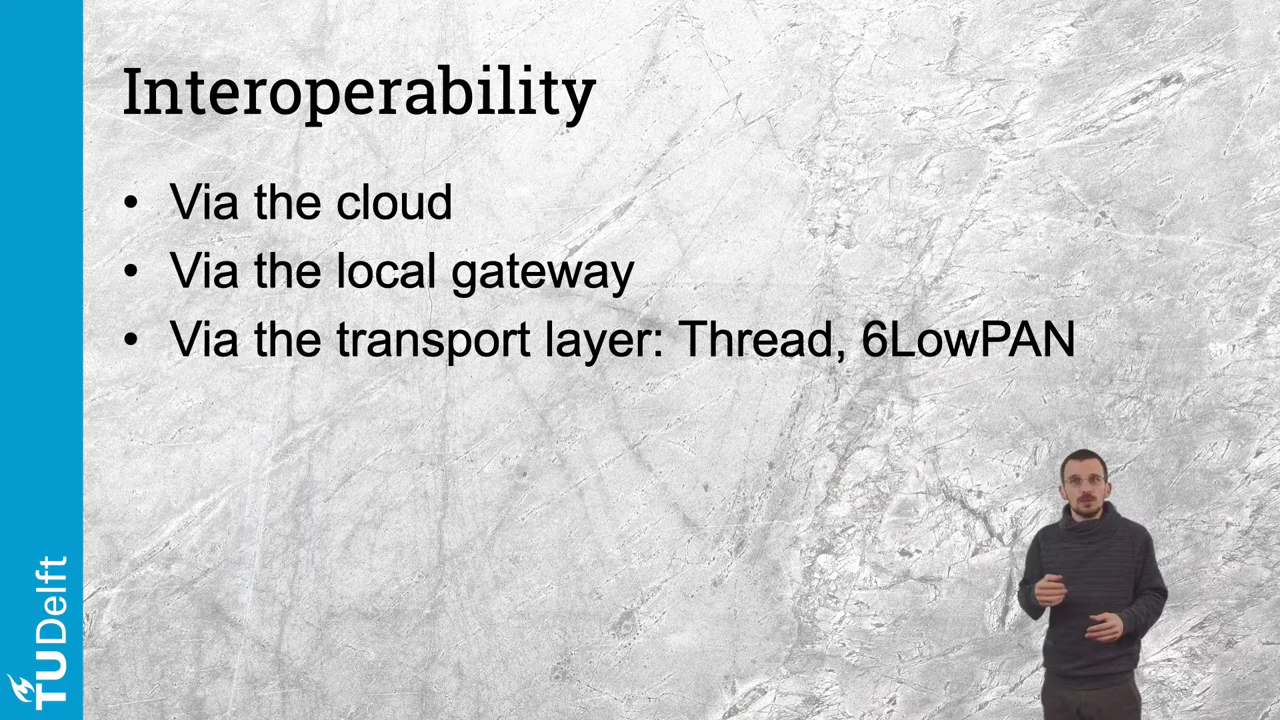 Interoperability
• Via the cloud
• Via the local gateway
• Via the transport layer: Thread, 6LowPAN
TUDelft